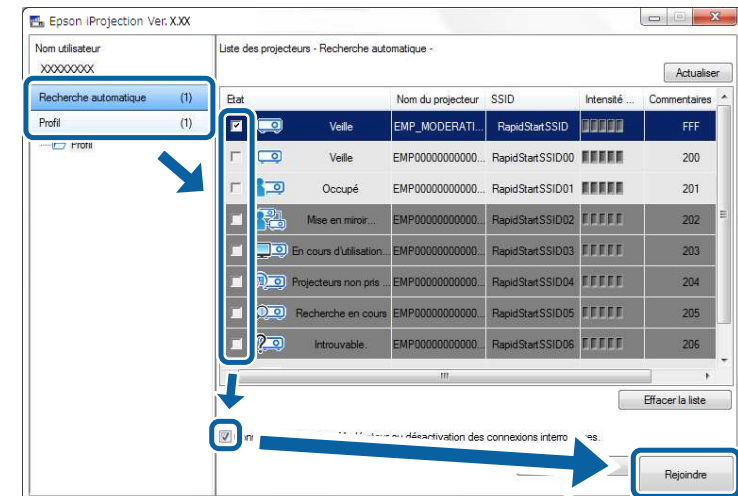 Epson iProjection Ver. X.XX
Nom utilisateur
XXXXXXXX
Recherche automatique (1)
Profil (1)
Profil
Liste des projecteurs - Recherche automatique -
Actualiser
Etat Nom du projecteur SSID Intensité ... Commentaires
Veille EMP_MODERATI... RapidStartSSID FFF
Veille EMP00000000000... RapidStartSSID00 200
Occupé EMP00000000000... RapidStartSSID01 201
Mise en miroir... EMP00000000000... RapidStartSSID02 202
En cours d'utilisation... EMP00000000000... RapidStartSSID03 203
Projecteurs non pris ... EMP00000000000... RapidStartSSID04 204
Recherche en cours EMP00000000000... RapidStartSSID05 205
Introuvable. EMP00000000000... RapidStartSSID06 206
Effacer la liste
ou désactivation des connexions
Rejoindre